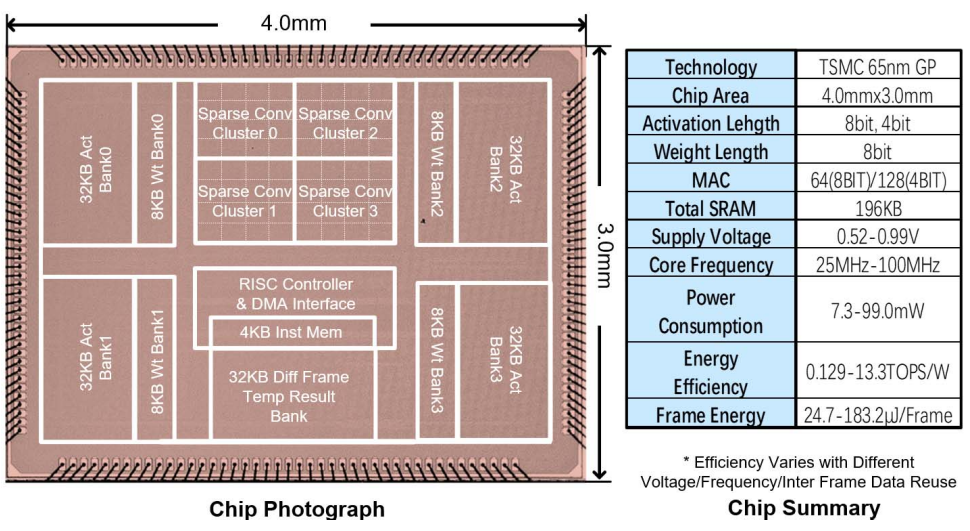 4.0mm
3.0mm
32KB Act
Bank0
8KB Wt Bank0
Sparse Conv
Cluster 0
Sparse Conv
Cluster 2
Sparse Conv
Cluster 1
Sparse Conv
Cluster 3
8KB Wt Bank2
32KB Act
Bank2
32KB Act
Bank1
8KB Wt Bank1
RISC Controller
& DMA Interface
4KB Inst Mem
32KB Diff Frame
Temp Result
Bank
8KB Wt Bank3
32KB Act
Bank3
Chip Photograph
Technology TSMC 65nm GP
Chip Area 4.0mmx3.0mm
Activation Lehgth 8bit, 4bit
Weight Length 8bit
MAC 64(8BIT)/128(4BIT)
Total SRAM 196KB
Supply Voltage 0.52-0.99V
Core Frequency 25MHz-100MHz
Power
Consumption 7.3-99.0mW
Energy
Efficiency 0.129-13.3TOPS/W
Frame Energy 24.7-183.2μJ/Frame
* Efficiency Varies with Different
Voltage/Frequency/Inter Frame Data Reuse
Chip Summary